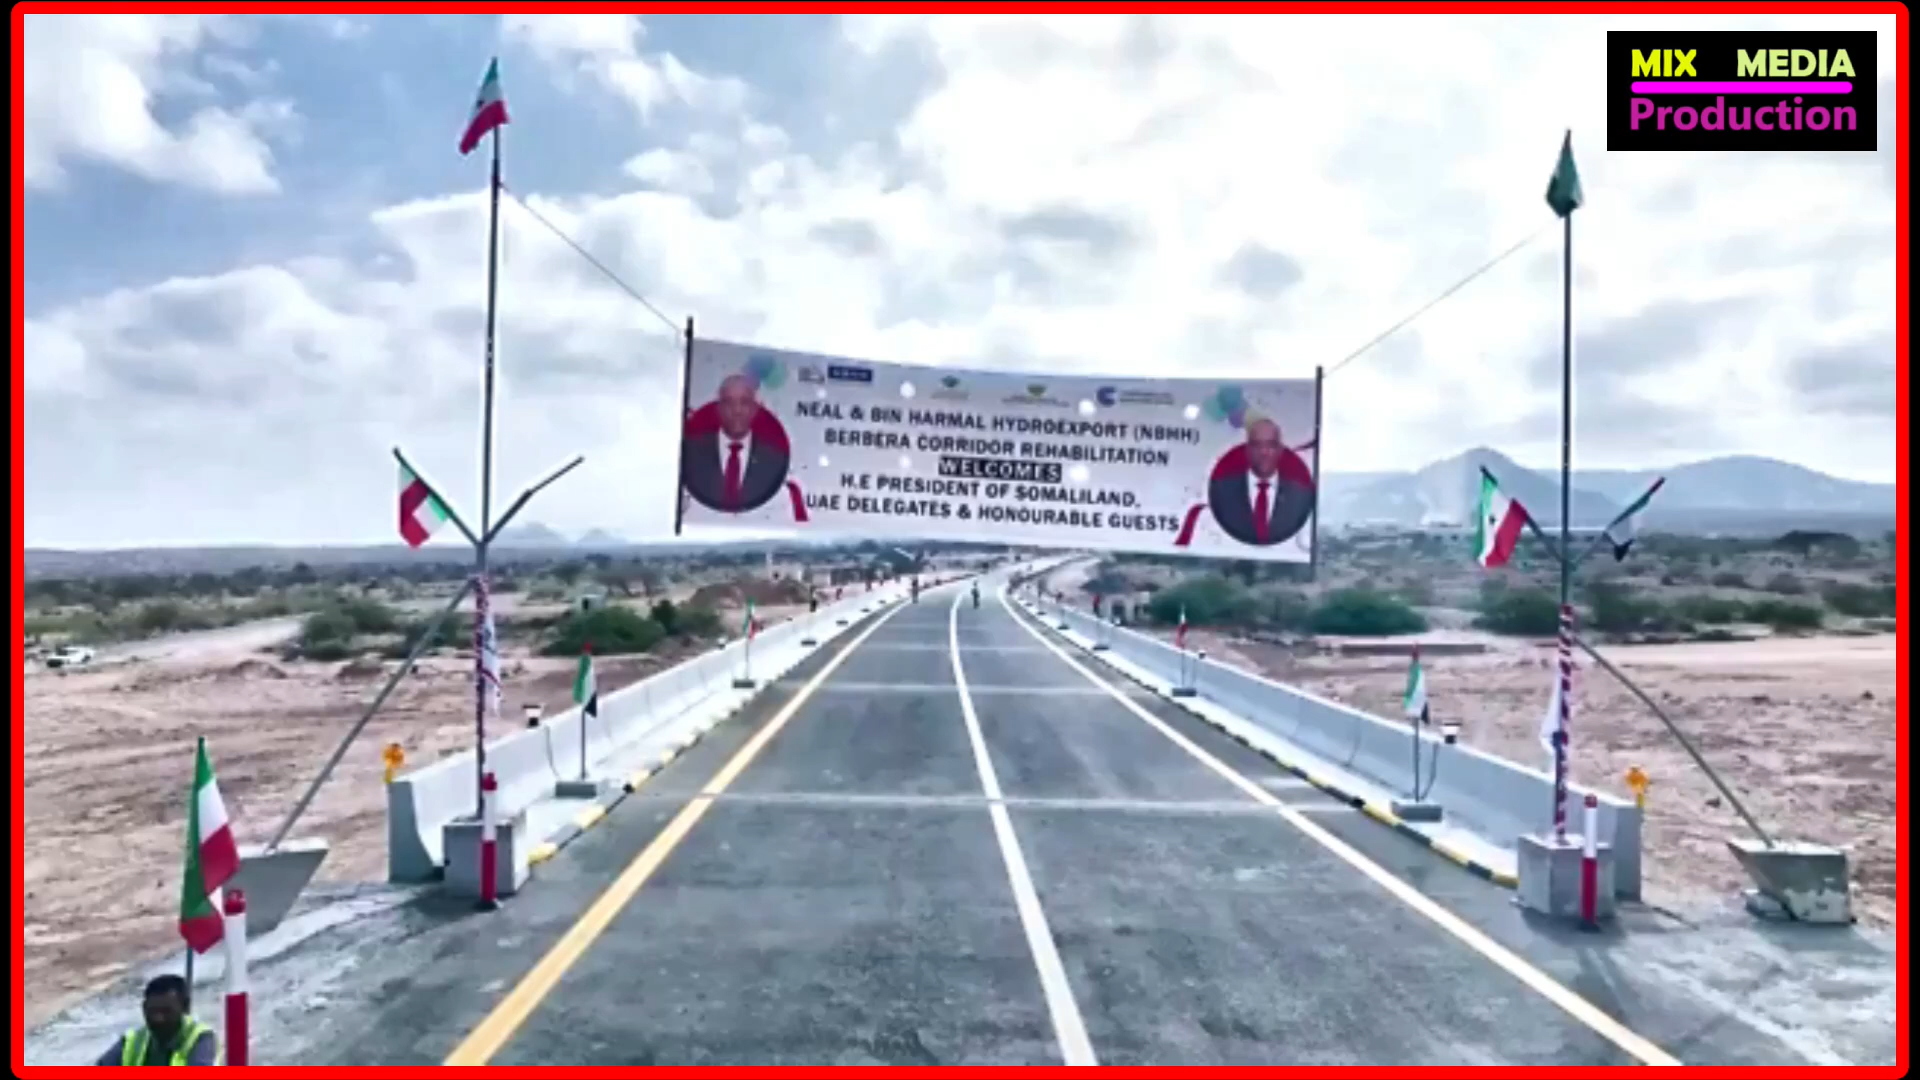 MIX MEDIA
Production
NEAL & BIN HARMAL HYDROEXPORT (NBHH)
BERBERA CORRIDOR REHABILITATION
WELCOMES
H.E PRESIDENT OF SOMALILAND,
UAE DELEGATES & HONOURABLE GUESTS